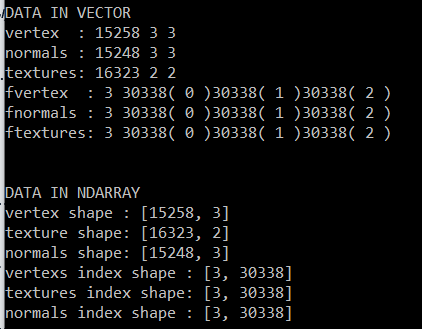 DATA IN VECTOR
vertex  : 15258 3 3
normals : 15248 3 3
textures: 16323 2 2
fvertex  : 3 30338( 0 )30338( 1 )30338( 2 )
fnormals : 3 30338( 0 )30338( 1 )30338( 2 )
ftextures: 3 30338( 0 )30338( 1 )30338( 2 )
DATA IN NDARRAY
vertex shape : [15258, 3]
texture shape: [16323, 2]
normals shape: [15248, 3]
vertexs index shape : [3, 30338]
textures index shape: [3, 30338]
normals index shape : [3, 30338]